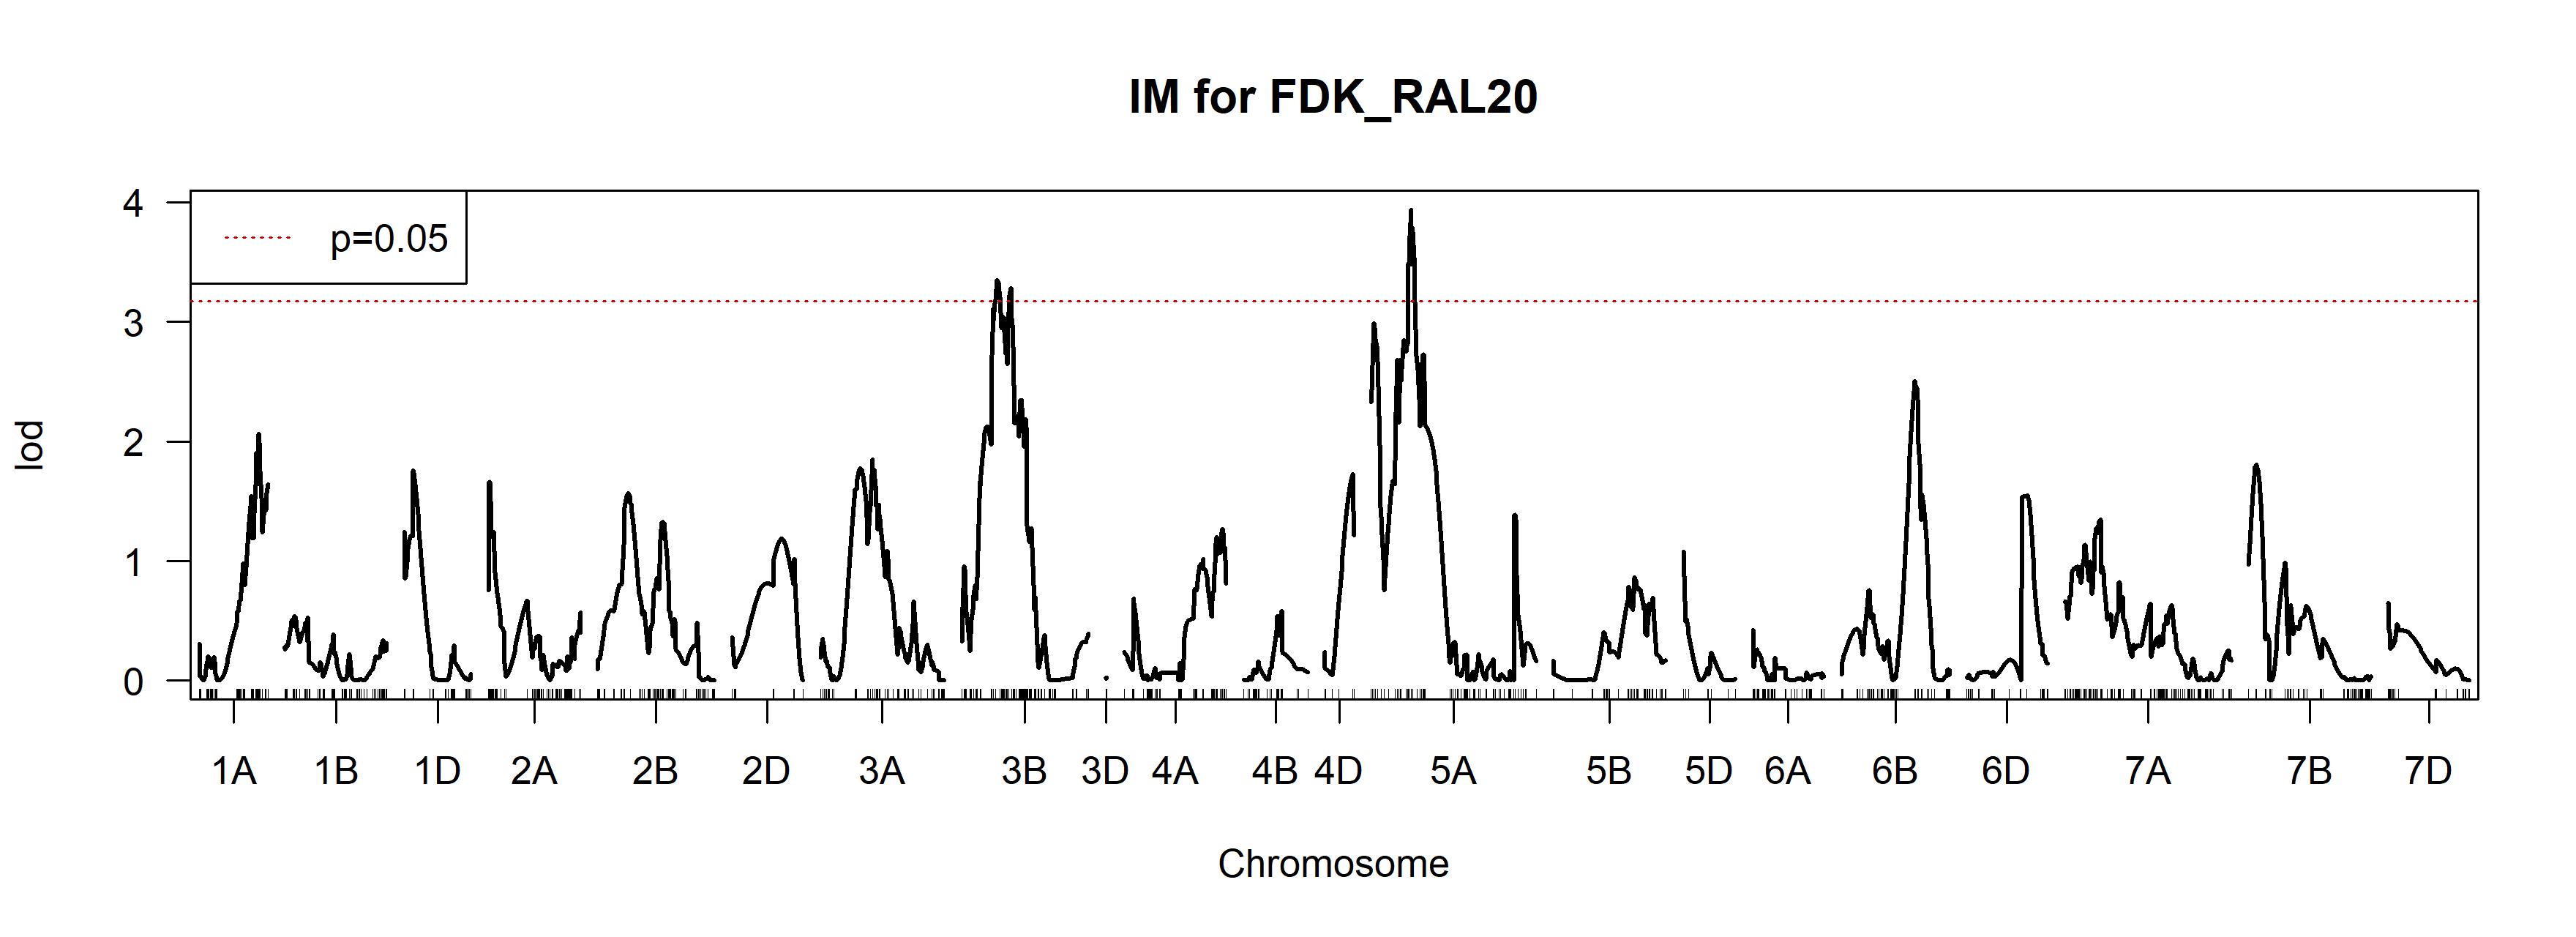 IM for FDK_RAL20
p=0.05
4
3
2
1
0
lod
1A 1B 1D 2A 2B 2D 3A 3B 3D 4A 4B 4D 5A 5B 5D 6A 6B 6D 7A 7B 7D
Chromosome